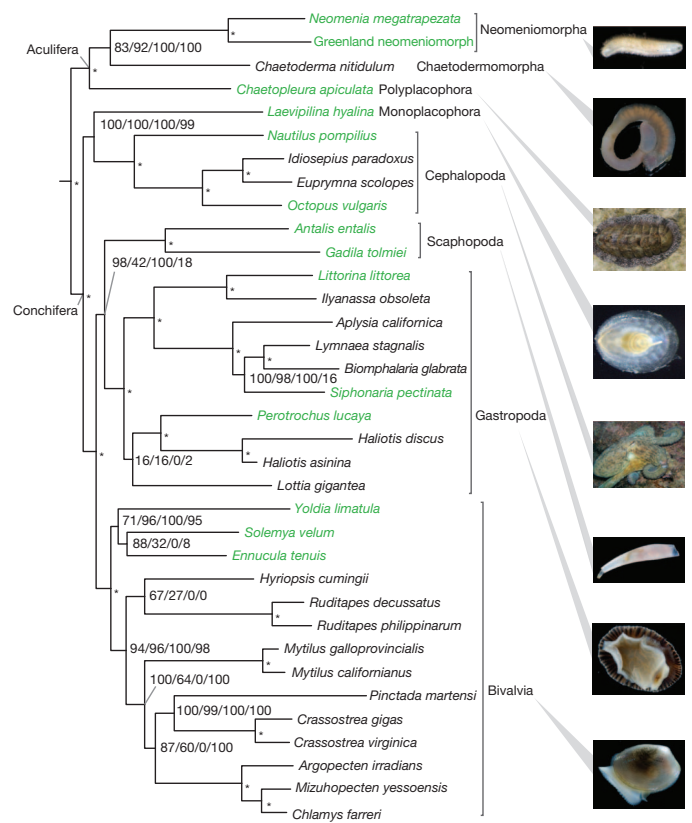 Neomenia megatrapezata
Greenland neomeniomorph
Neomeniomorpha
Aculifera
83/92/100/100
*
*
Chaetoderma nitidulum Chaetodermomorpha
Chaetopleura apiculata Polyplacophora
Laevipilina hyalina Monoplacophora
100/100/100/99
Nautilus pompilius
*
Idiosepius paradoxus
*
Euprymna scolopes
Cephalopoda
*
*
Octopus vulgaris
Antalis entalis
*
Scaphopoda
Gadila tolmiei
98/42/100/18
Littorina littorea
*
Ilyanassa obsoleta
Conchifera
*
*
Aplysia californica
Lymnaea stagnalis
*
*
Biomphalaria glabrata
100/98/100/16
Siphonaria pectinata
*
Perotrochus lucaya
Gastropoda
*
Haliotis discus
*
*
16/16/0/2
Haliotis asinina
Lottia gigantea
Yoldia limatula
71/96/100/95
Solemya velum
88/32/0/8
Ennucula tenuis
*
Hyriopsis cumingii
67/27/0/0
Ruditapes decussatus
*
Ruditapes philippinarum
94/96/100/98
Mytilus galloprovincialis
*
Mytilus californianus
100/64/0/100
Pinctada martensi
Bivalvia
100/99/100/100
Crassostrea gigas
*
Crassostrea virginica
87/60/0/100
Argopecten irradians
*
Mizuhopecten yessoensis
*
Chlamys farreri